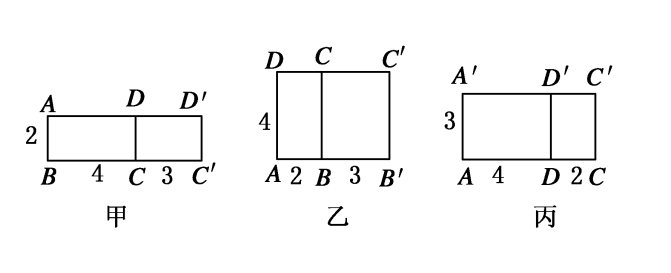 A D D′
2
B 4 C 3 C′
甲
D C C′
4
A 2 B 3 B′
乙
A′ D′ C′
3
A 4 D 2 C
丙